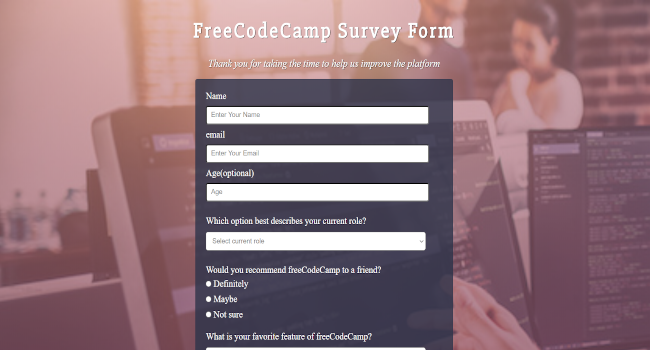 FreeCodeCamp Survey Form
Thank you for taking the time to help us improve the platform
Name
Enter Your Name
email
Enter Your Email
Age(optional)
Age
Which option best describes your current role?
Select current role
Would you recommend freeCodeCamp to a friend?
Definitely
Maybe
Not sure
What is your favorite feature of freeCodeCamp?